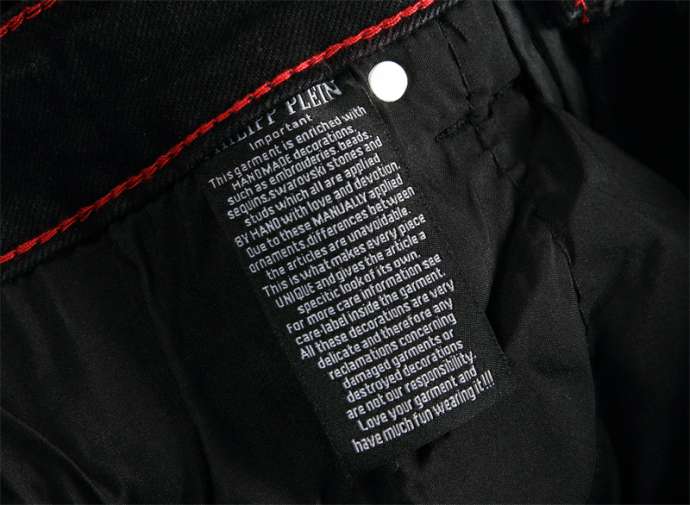 PHILIPP PLEIN
Important
This garment is enriched with
HANDMADE decorations,
such as embroideries, beads,
sequins, Swarovski stones and
studs which all are applied
BY HAND with love and devotion.
Due to these MANUALLY applied
ornaments, differences between
the articles are unavoidable.
This is what makes every piece
UNIQUE and gives the article a
specific look of its own.
For more care information see
care-label inside the garment.
All these decorations are very
delicate and therefore any
reclamations concerning
damaged garments or
destroyed decorations
are not our responsibility.
Love your garment and
have much fun wearing it!!!